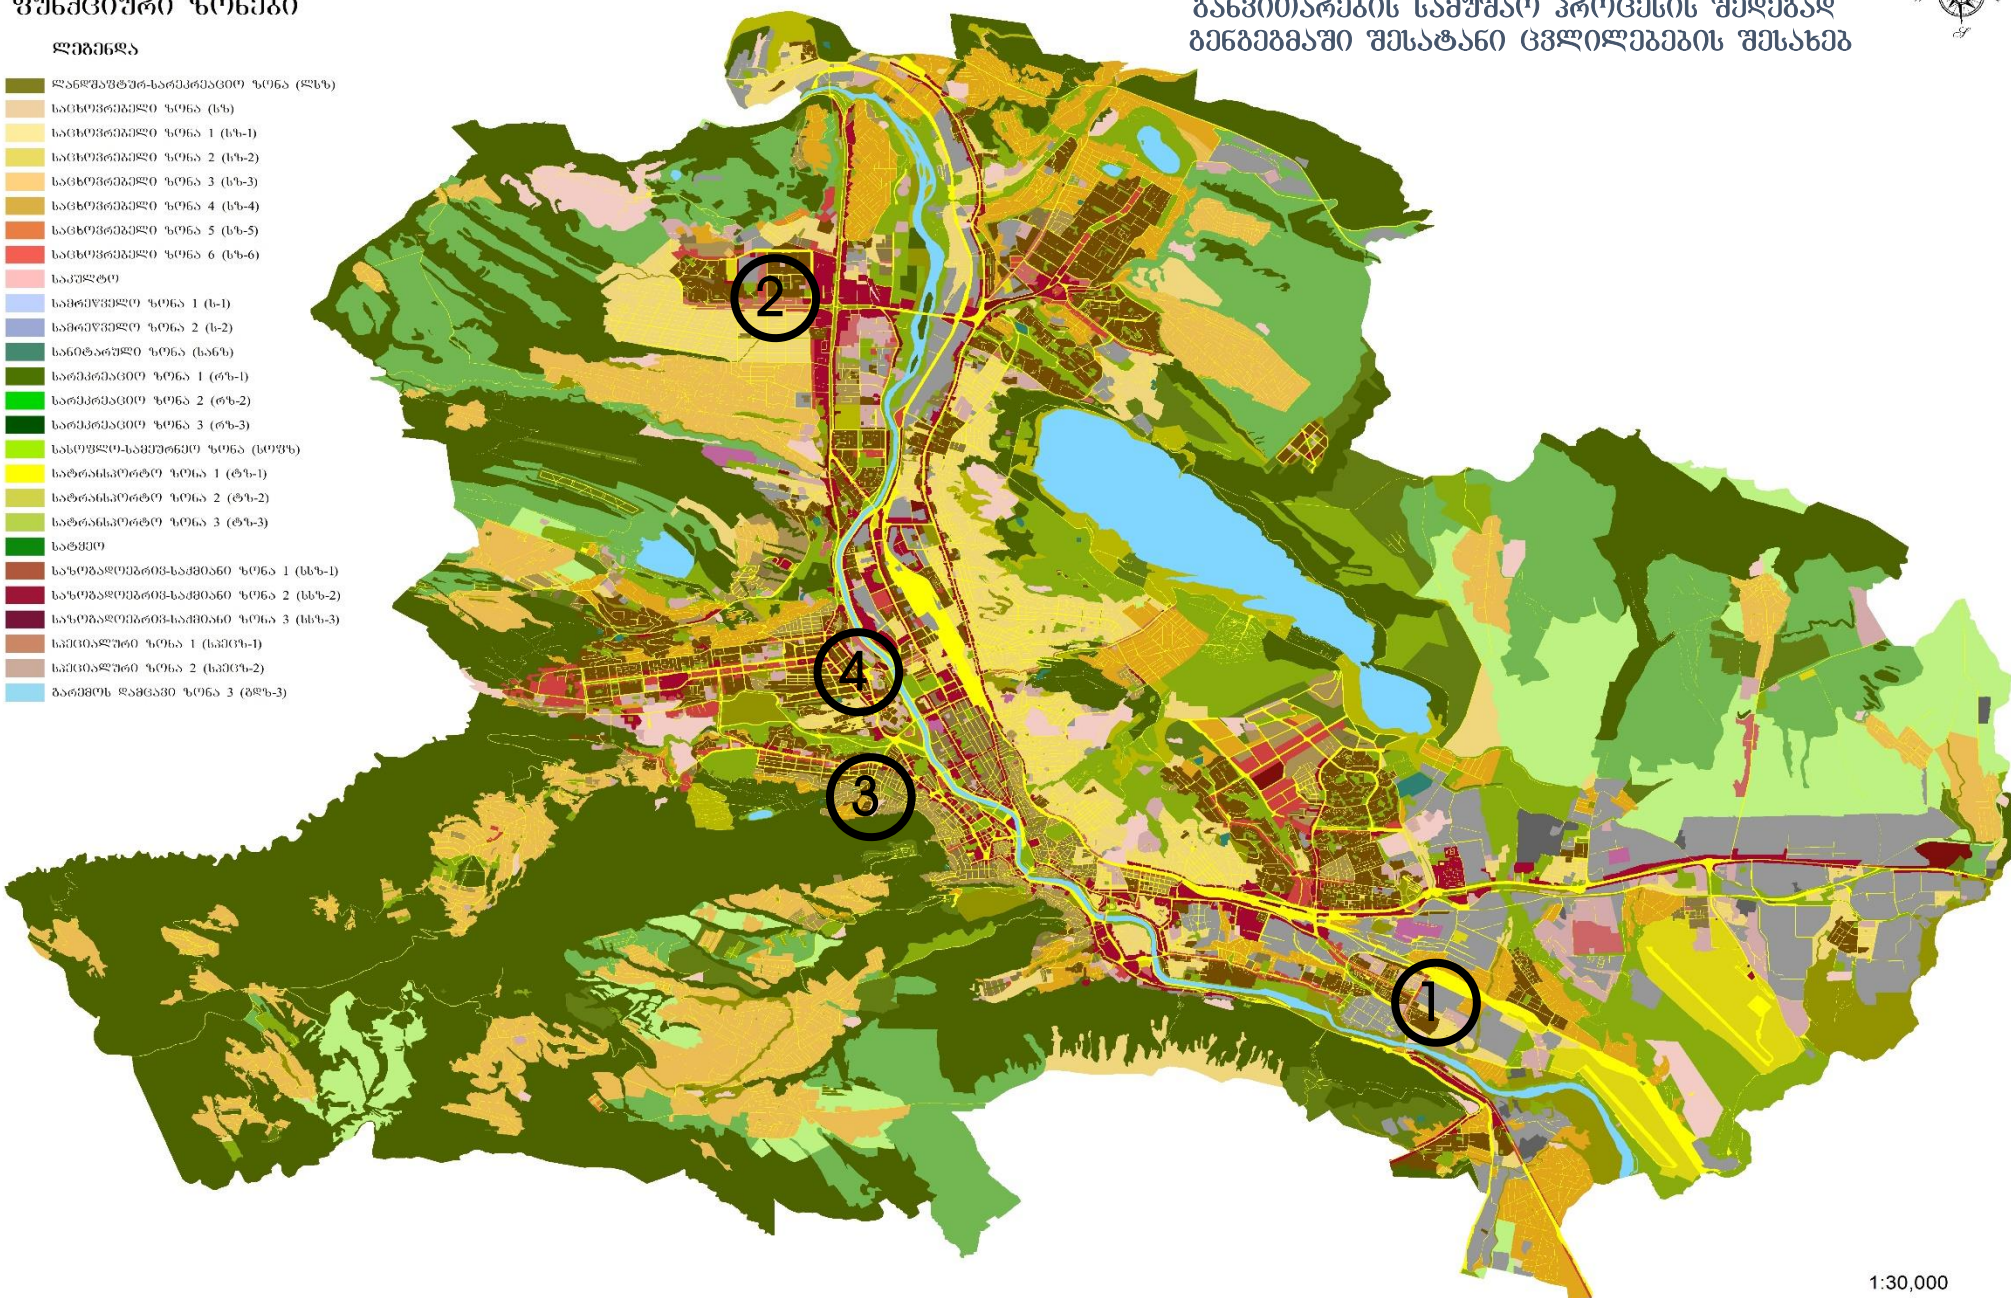 ფუნქციური ზონები
განვითარების სამუშაო პროცესის შედეგად
გენგეგმაში შესატანი ცვლილებების შესახებ
ლეგენდა
ლანდშაფტურ-სარეკრეაციო ზონა (ლსზ)
საცხოვრებელი ზონა (სზ)
საცხოვრებელი ზონა 1 (სზ-1)
საცხოვრებელი ზონა 2 (სზ-2)
საცხოვრებელი ზონა 3 (სზ-3)
საცხოვრებელი ზონა 4 (სზ-4)
საცხოვრებელი ზონა 5 (სზ-5)
საცხოვრებელი ზონა 6 (სზ-6)
საკულტო
სამრეწველო ზონა 1 (ს-1)
სამრეწველო ზონა 2 (ს-2)
სანიტარული ზონა (სანზ)
სარეკრეაციო ზონა 1 (რზ-1)
სარეკრეაციო ზონა 2 (რზ-2)
სარეკრეაციო ზონა 3 (რზ-3)
სასოფლო-სამეურნეო ზონა (სოფზ)
სატრანსპორტო ზონა 1 (ტზ-1)
სატრანსპორტო ზონა 2 (ტზ-2)
სატრანსპორტო ზონა 3 (ტზ-3)
სატყეო
საზოგადოებრივ-საქმიანი ზონა 1 (სსზ-1)
საზოგადოებრივ-საქმიანი ზონა 2 (სსზ-2)
საზოგადოებრივ-საქმიანი ზონა 3 (სსზ-3)
სპეციალური ზონა 1 (სპეცზ-1)
სპეციალური ზონა 2 (სპეცზ-2)
გარემოს დამცავი ზონა 3 (გდზ-3)
2
4
3
1
1:30,000